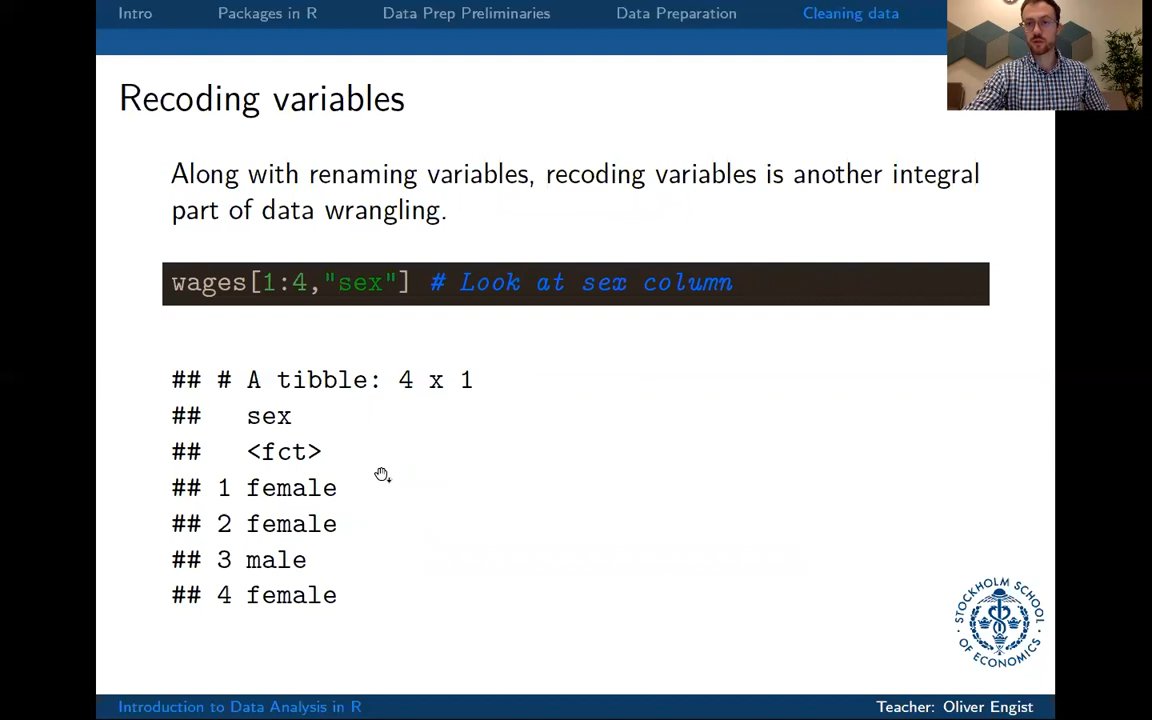 Intro Packages in R Data Prep Preliminaries Data Preparation Cleaning data
Recoding variables
Along with renaming variables, recoding variables is another integral
part of data wrangling.
wages[1:4,"sex"] # Look at sex column
## # A tibble: 4 x 1
## sex
## <fct>
## 1 female
## 2 female
## 3 male
## 4 female
STOCKHOLM SCHOOL
OF ECONOMICS
Introduction to Data Analysis in R Teacher: Oliver Engist